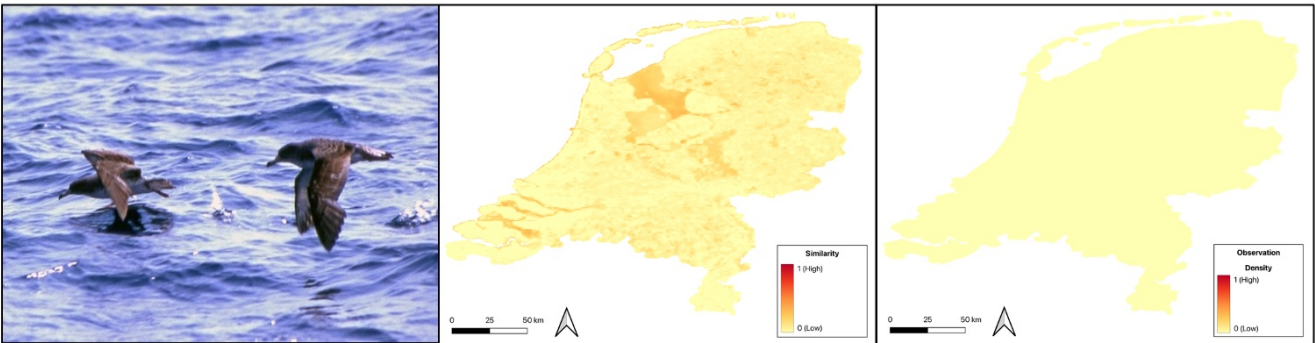 Similarity
1 (High)
0 (Low)
0 25 50 km
Observation
Density
1 (High)
0 (Low)
0 25 50 km